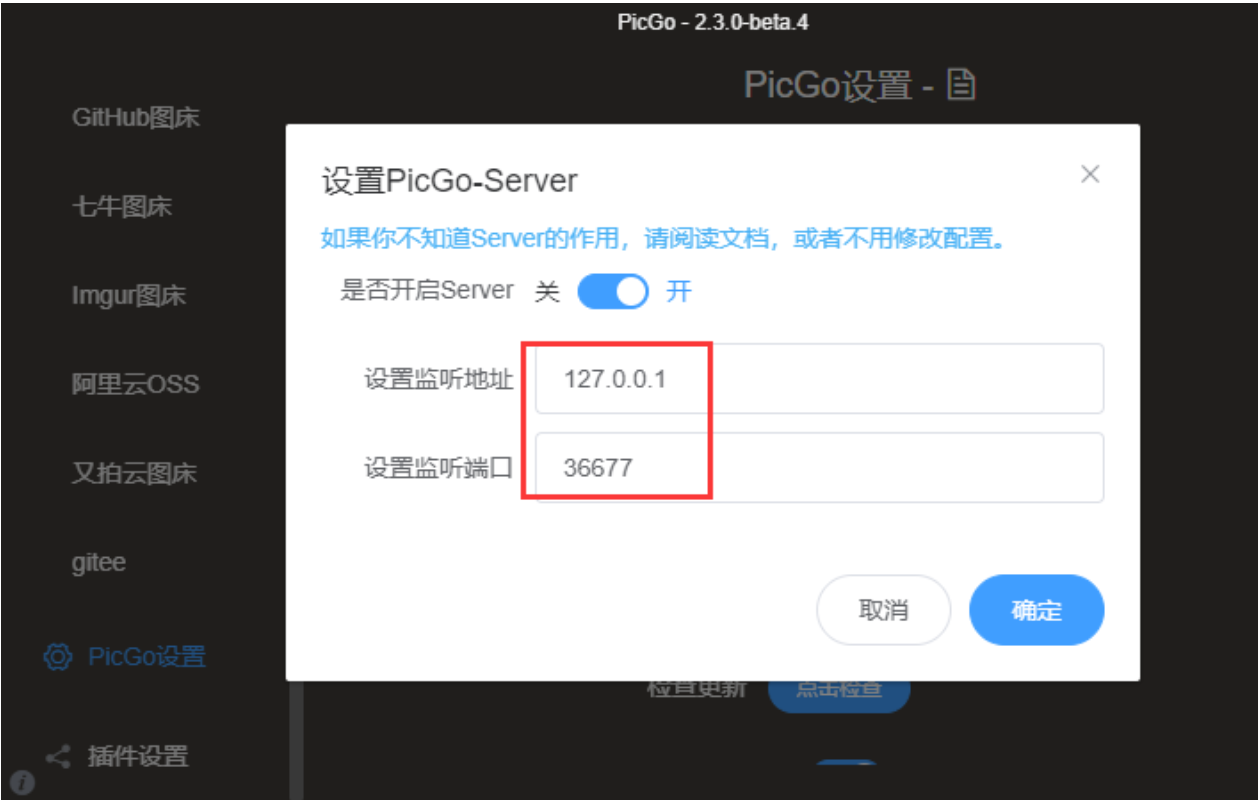 PicGo - 2.3.0-beta.4
PicGo设置 -
GitHub图床
七牛图床
Imgur图床
阿里云OSS
又拍云图床
gitee
PicGo设置
插件设置
设置PicGo-Server
如果你不知道Server的作用，请阅读文档，或者不用修改配置。
是否开启Server 关 开
设置监听地址 127.0.0.1
设置监听端口 36677
取消 确定
检查更新 点击检查